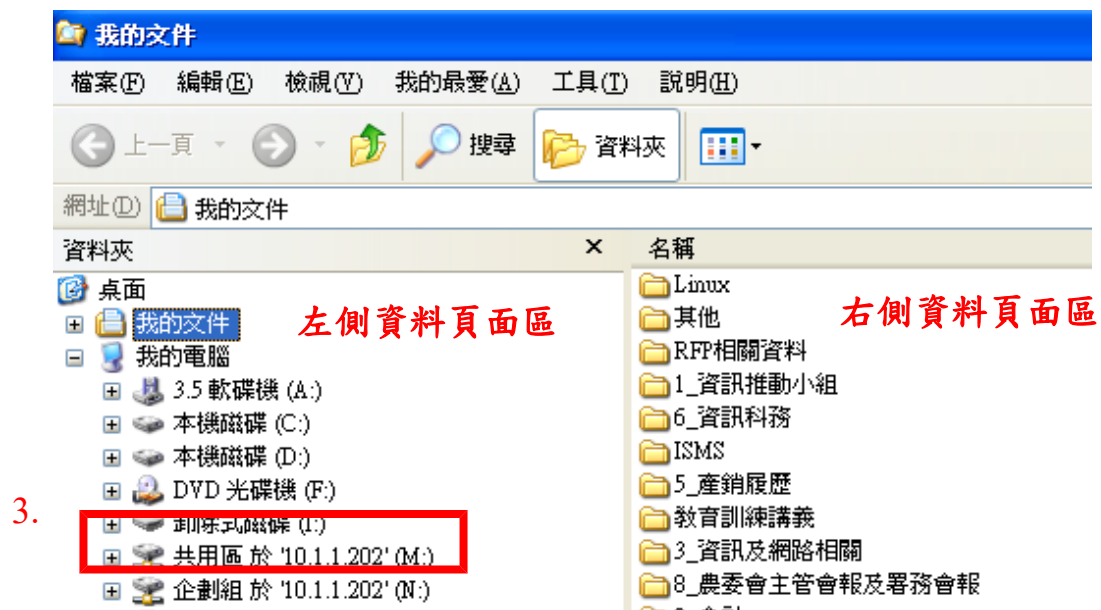 我的文件
檔案(F) 編輯(E) 檢視(V) 我的最愛(A) 工具(T) 說明(H)
上一頁 搜尋 資料夾
網址(D) 我的文件
資料夾 × 名稱
桌面
我的文件
我的電腦
3.5 軟碟機 (A:)
本機磁碟 (C:)
本機磁碟 (D:)
DVD 光碟機 (F:)
卸除式磁碟 (I:)
共用區 於 '10.1.1.202' (M:)
企劃組 於 '10.1.1.202' (N:)
左側資料頁面區
3.
Linux
其他
RFP相關資料
1_資訊推動小組
6_資訊科務
ISMS
5_產銷履歷
教育訓練講義
3_資訊及網路相關
8_農委會主管會報及署務會報
右側資料頁面區